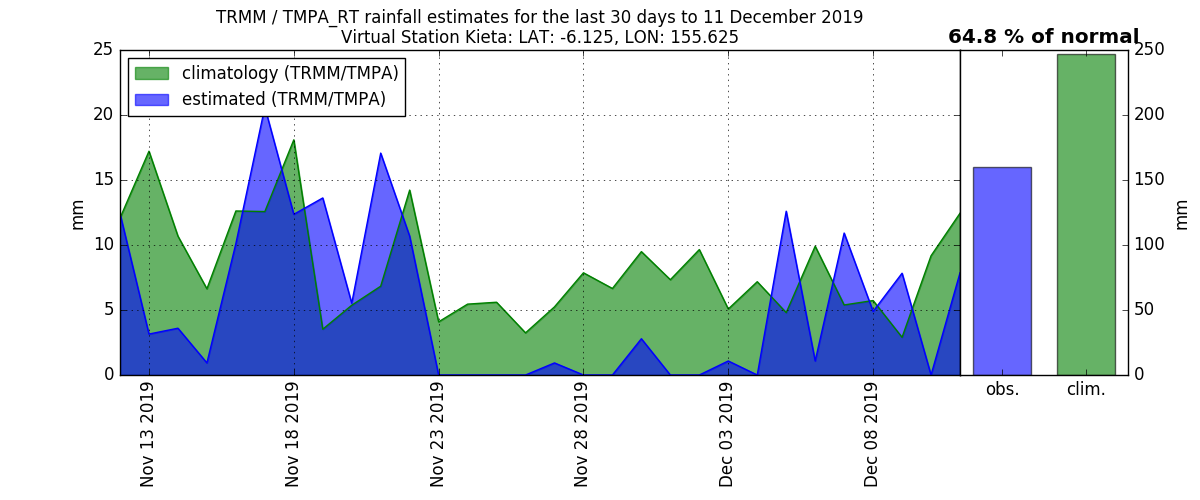 TRMM / TMPA_RT rainfall estimates for the last 30 days to 11 December 2019
Virtual Station Kieta: LAT: -6.125, LON: 155.625
64.8 % of normal
climatology (TRMM/TMPA)
estimated (TRMM/TMPA)
25
20
15
10
5
0
mm
250
200
150
100
50
0
mm
Nov 13 2019
Nov 18 2019
Nov 23 2019
Nov 28 2019
Dec 03 2019
Dec 08 2019
obs.
clim.